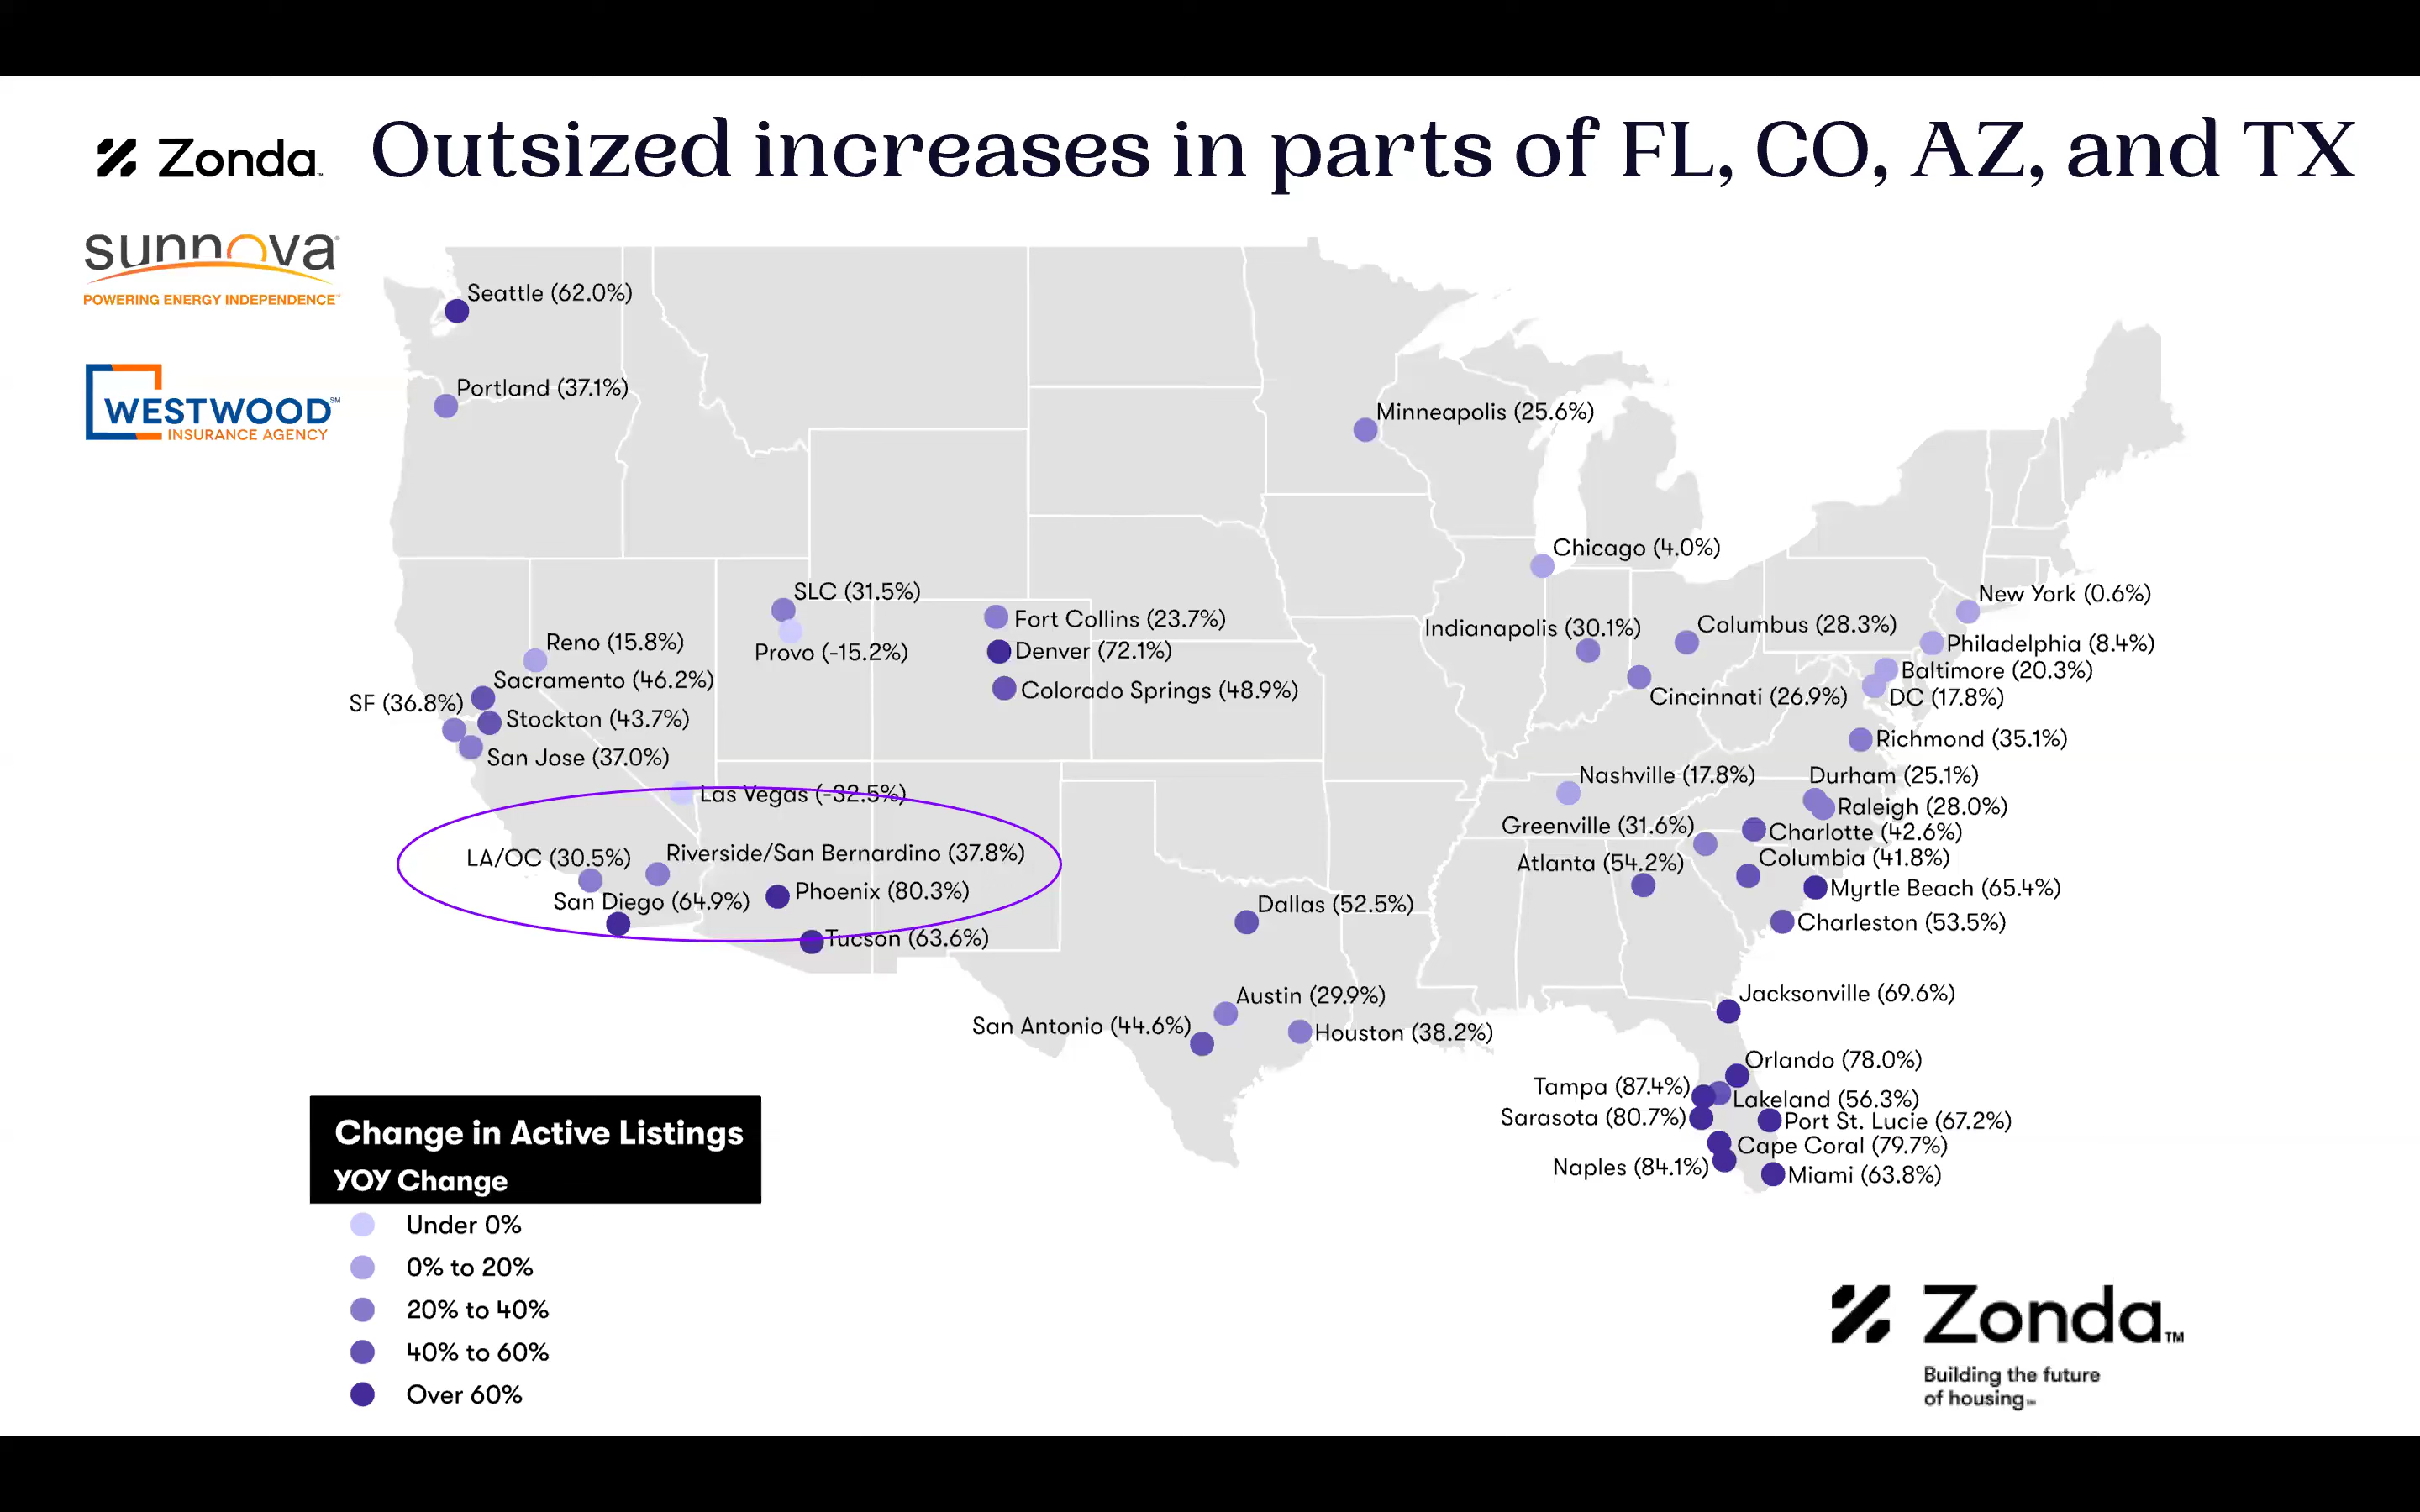 Zonda™
Outsized increases in parts of FL, CO, AZ, and TX
sunnova®
POWERING ENERGY INDEPENDENCE™
WESTWOOD℠
INSURANCE AGENCY
Seattle (62.0%)
Portland (37.1%)
Minneapolis (25.6%)
Chicago (4.0%)
SLC (31.5%)
New York (0.6%)
Fort Collins (23.7%)
Indianapolis (30.1%)
Columbus (28.3%)
Reno (15.8%)
Provo (-15.2%)
Denver (72.1%)
Philadelphia (8.4%)
Baltimore (20.3%)
Sacramento (46.2%)
Colorado Springs (48.9%)
Cincinnati (26.9%)
DC (17.8%)
SF (36.8%)
Stockton (43.7%)
Richmond (35.1%)
San Jose (37.0%)
Nashville (17.8%)
Durham (25.1%)
Las Vegas (-32.5%)
Raleigh (28.0%)
Greenville (31.6%)
Charlotte (42.6%)
LA/OC (30.5%)
Riverside/San Bernardino (37.8%)
Atlanta (54.2%)
Columbia (41.8%)
San Diego (64.9%)
Phoenix (80.3%)
Myrtle Beach (65.4%)
Dallas (52.5%)
Charleston (53.5%)
Tucson (63.6%)
Austin (29.9%)
Jacksonville (69.6%)
San Antonio (44.6%)
Houston (38.2%)
Orlando (78.0%)
Tampa (87.4%)
Lakeland (56.3%)
Sarasota (80.7%)
Port St. Lucie (67.2%)
Cape Coral (79.7%)
Naples (84.1%)
Miami (63.8%)
Change in Active Listings
YOY Change
Under 0%
0% to 20%
20% to 40%
40% to 60%
Over 60%
Zonda™
Building the future
of housing℠